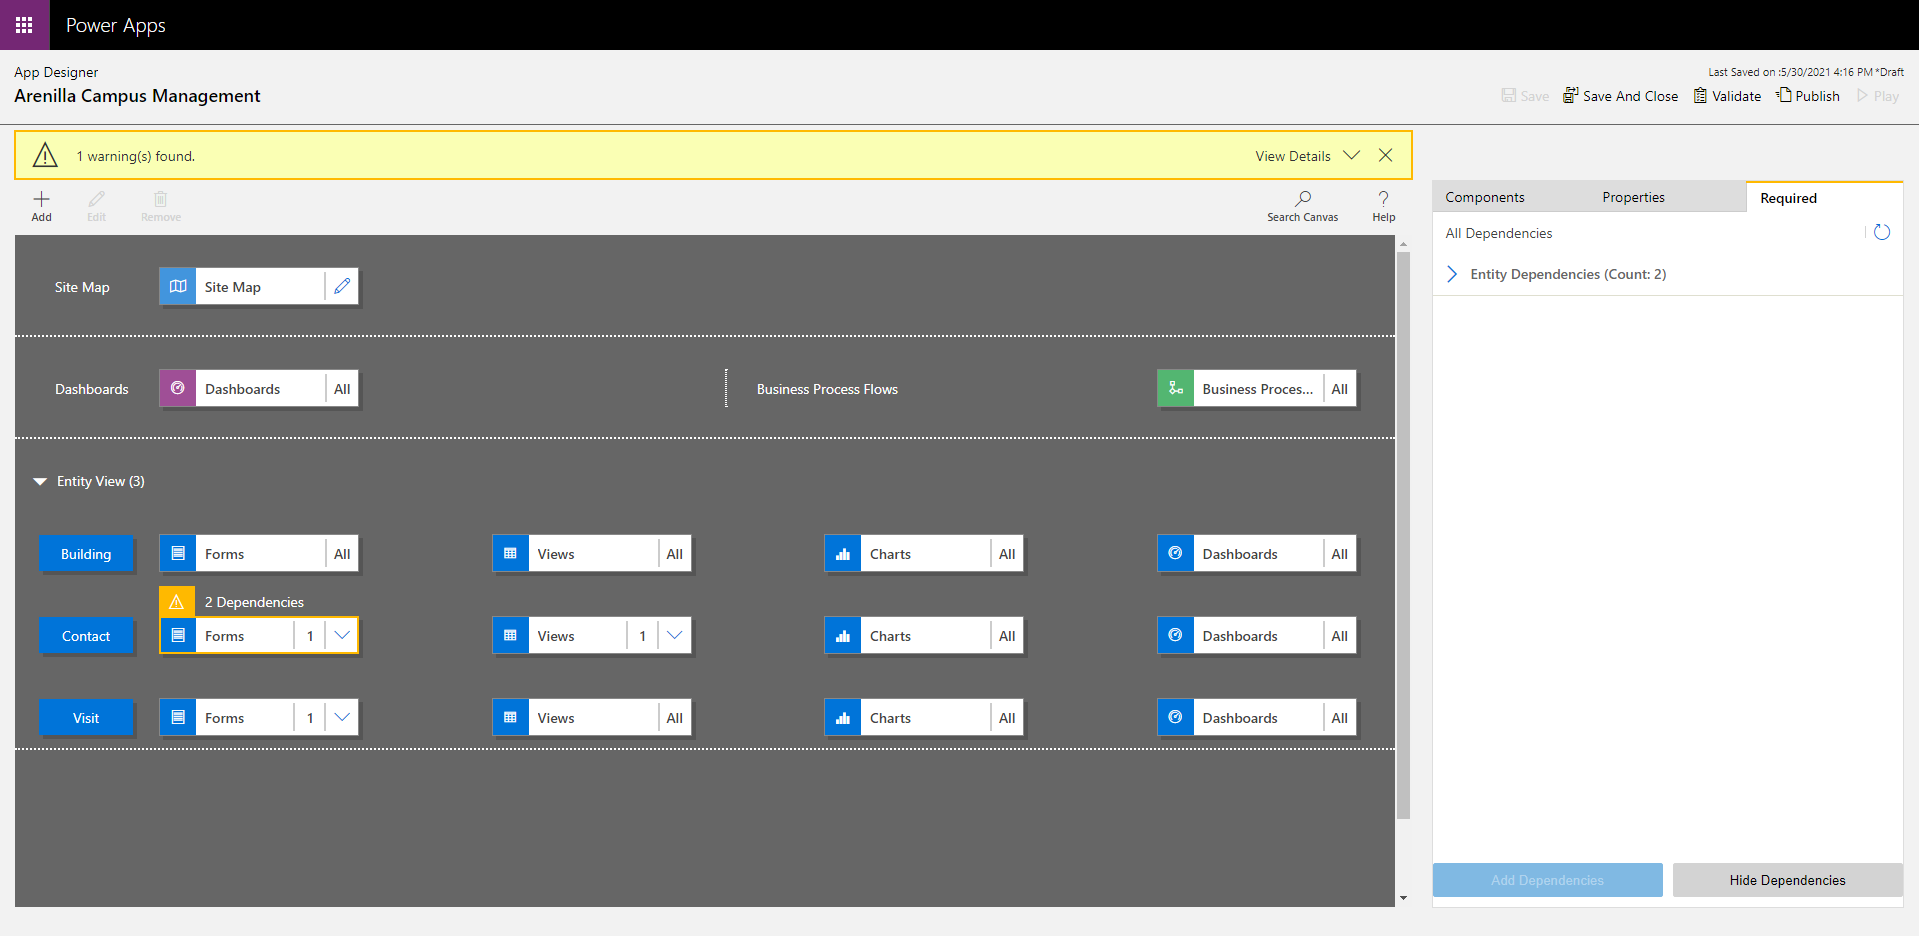 Power Apps
App Designer
Arenilla Campus Management
Last Saved on :5/30/2021 4:16 PM *Draft
Save Save And Close Validate Publish Play
1 warning(s) found. View Details
Add Edit Remove Search Canvas Help
Components Properties Required
All Dependencies
Entity Dependencies (Count: 2)
Site Map Site Map
Dashboards Dashboards All Business Process Flows Business Proces... All
Entity View (3)
Building Forms All Views All Charts All Dashboards All
2 Dependencies
Contact Forms 1 Views 1 Charts All Dashboards All
Visit Forms 1 Views All Charts All Dashboards All
Add Dependencies Hide Dependencies